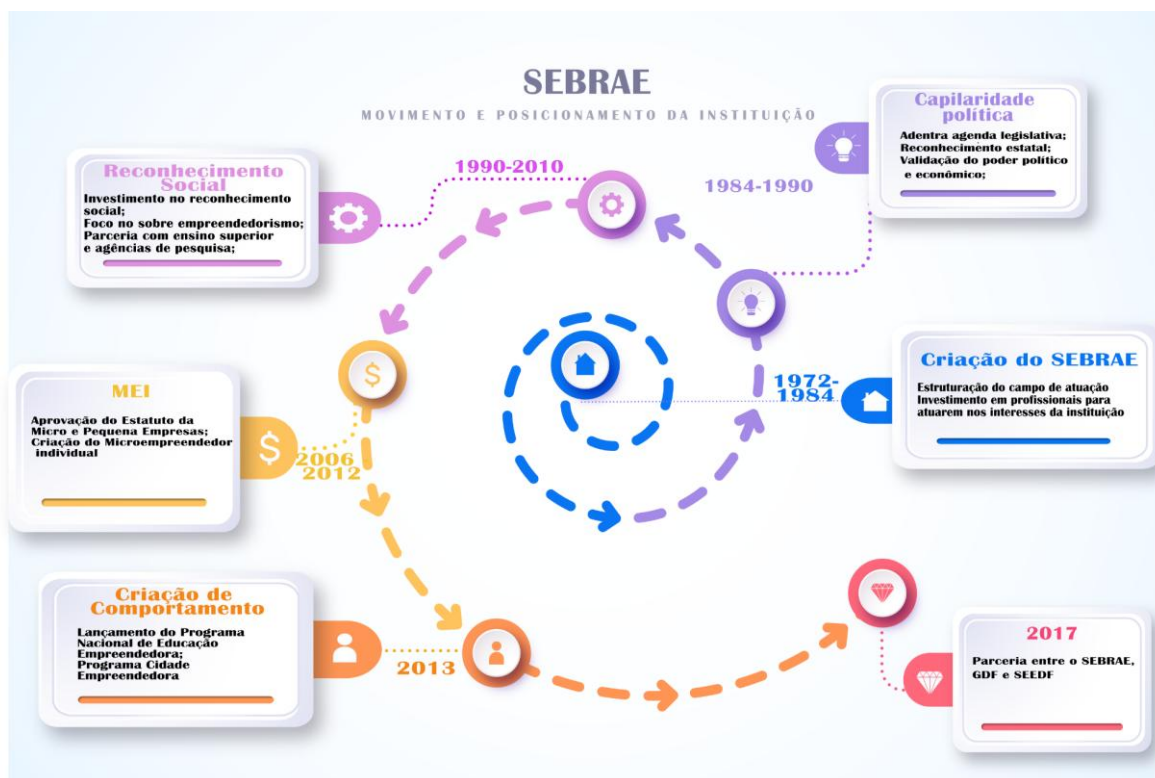 SEBRAE
MOVIMENTO E POSICIONAMENTO DA INSTITUIÇÃO
Capilaridade
política
Adentra agenda legislativa;
Reconhecimento estatal;
Validação do poder político
e econômico;
1984-1990
Reconhecimento
Social
Investimento no reconhecimento
social;
Foco no sobre empreendedorismo;
Parceria com ensino superior
e agências de pesquisa;
1990-2010
Criação do SEBRAE
Estruturação do campo de atuação
Investimento em profissionais para
atuarem nos interesses da instituição
1972-
1984
MEI
Aprovação do Estatuto da
Micro e Pequena Empresas;
Criação do Microempreendedor
individual
$
$
2006
2012
Criação de
Comportamento
Lançamento do Programa
Nacional de Educação
Empreendedora;
Programa Cidade
Empreendedora
2013
2017
Parceria entre o SEBRAE,
GDF e SEEDF